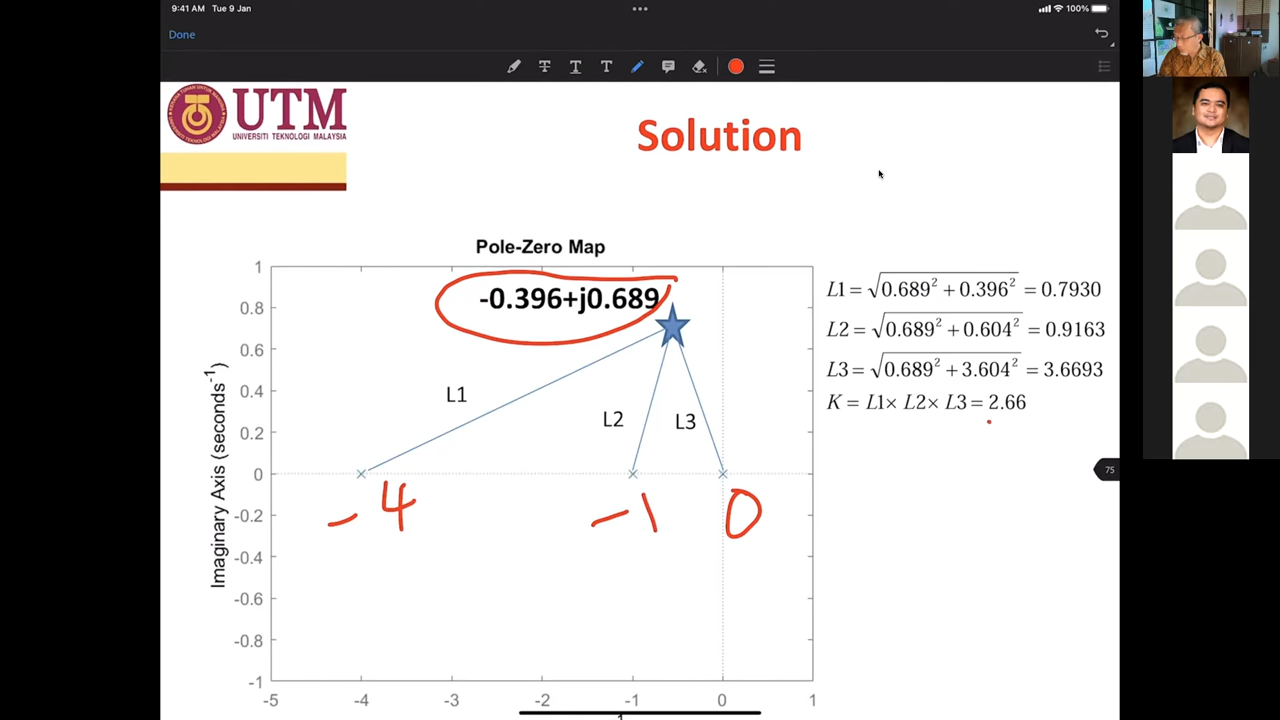 9:41 AM Tue 9 Jan
100%
Done
UTM
UNIVERSITI TEKNOLOGI MALAYSIA
Solution
Pole-Zero Map
-0.396+j0.689
L1
L2
L3
Imaginary Axis (seconds⁻¹)
1
0.8
0.6
0.4
0.2
0
-0.2
-0.4
-0.6
-0.8
-1
-5 -4 -3 -2 -1 0 1
-4 -1 0
L1 = √0.689² + 0.396² = 0.7930
L2 = √0.689² + 0.604² = 0.9163
L3 = √0.689² + 3.604² = 3.6693
K = L1× L2× L3 = 2.66
75